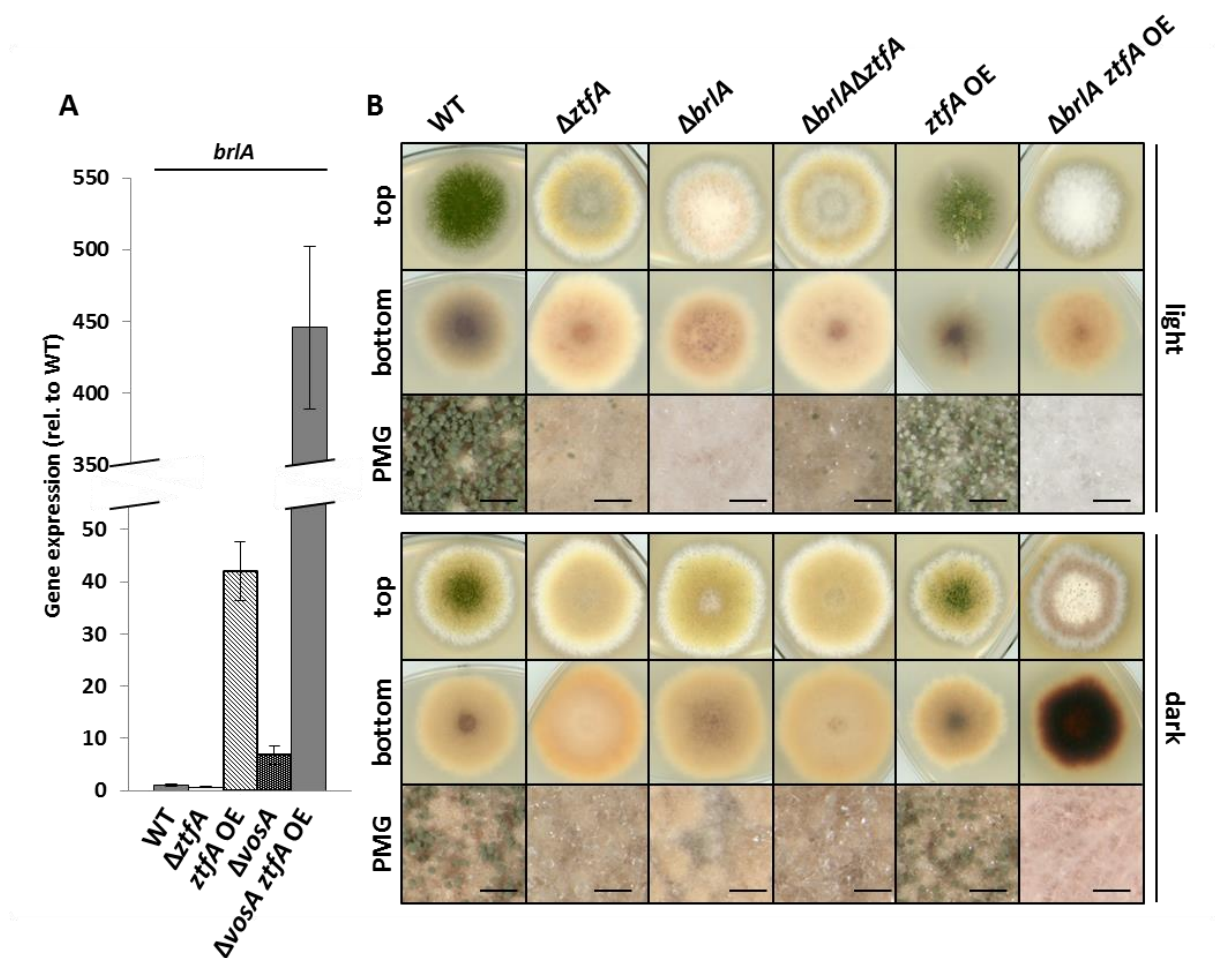 A
brlA
Gene expression (rel. to WT)
550
500
450
400
350
50
40
30
20
10
0
WT
ΔztfA
ztfA OE
ΔvosA
ΔvosA ztfA OE
B
WT
ΔztfA
ΔbrlA
ΔbrlAΔztfA
ztfA OE
ΔbrlA ztfA OE
top
bottom
PMG
light
top
bottom
PMG
dark